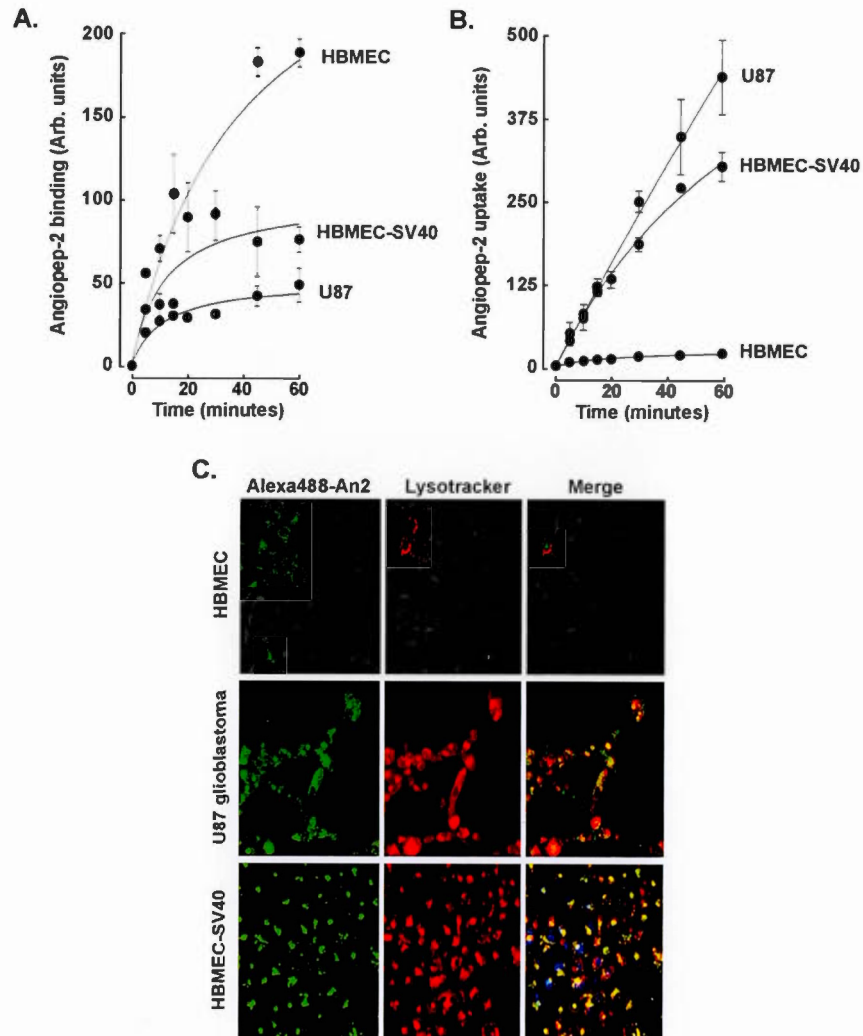 A.
Angiopep-2 binding (Arb. units)
200
150
100
50
0
0 20 40 60
Time (minutes)
HBMEC
HBMEC-SV40
U87
B.
Angiopep-2 uptake (Arb. units)
500
375
250
125
0
0 20 40 60
Time (minutes)
U87
HBMEC-SV40
HBMEC
C.
Alexa488-An2 Lysotracker Merge
HBMEC
U87 glioblastoma
HBMEC-SV40